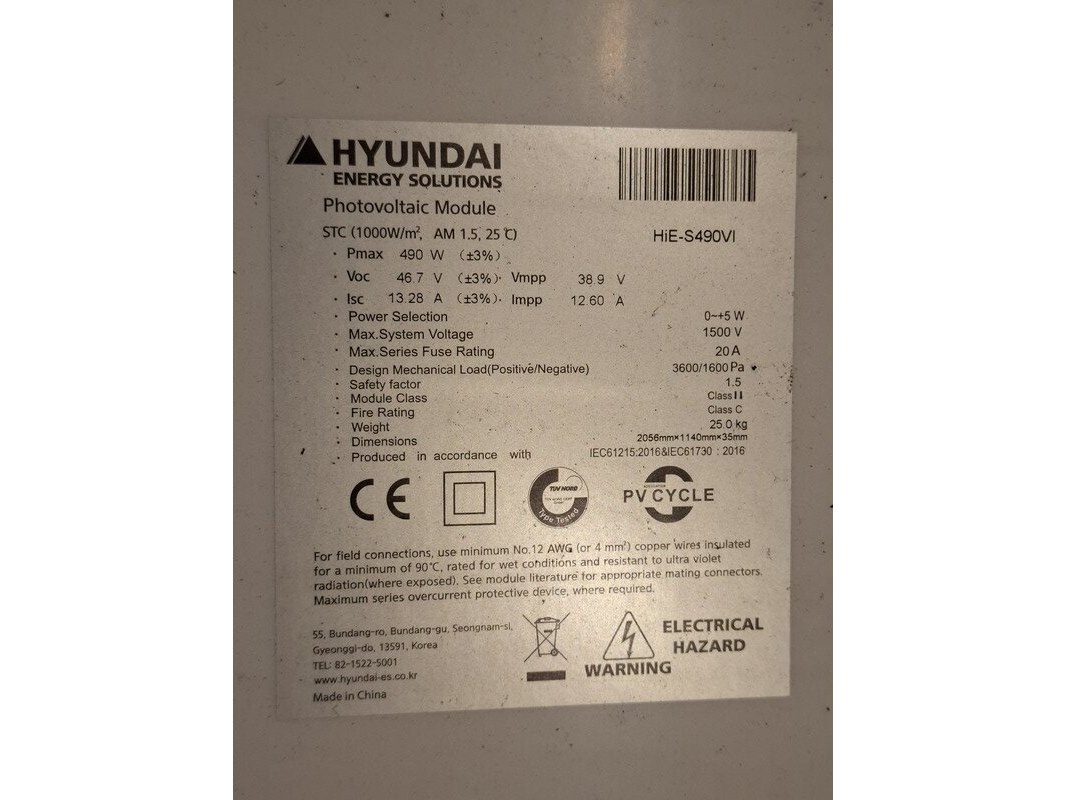 HYUNDAI
ENERGY SOLUTIONS
Photovoltaic Module
STC (1000W/m², AM 1.5, 25 ℃)
HiE-S490VI
· Pmax 490 W (±3%)
· Voc 46.7 V (±3%)· Vmpp 38.9 V
· Isc 13.28 A (±3%)· Impp 12.60 A
· Power Selection 0~+5 W
· Max.System Voltage 1500 V
· Max.Series Fuse Rating 20 A
· Design Mechanical Load(Positive/Negative) 3600/1600 Pa
· Safety factor 1.5
· Module Class Class II
· Fire Rating Class C
· Weight 25.0 kg
· Dimensions 2056mm×1140mm×35mm
· Produced in accordance with IEC61215:2016&IEC61730 : 2016
CE
TUV NORD
Type Tested
PV CYCLE
For field connections, use minimum No.12 AWG (or 4 mm²) copper wires insulated
for a minimum of 90℃, rated for wet conditions and resistant to ultra violet
radiation(where exposed). See module literature for appropriate mating connectors.
Maximum series overcurrent protective device, where required.
55, Bundang-ro, Bundang-gu, Seongnam-si,
Gyeonggi-do, 13591, Korea
TEL: 82-1522-5001
www.hyundai-es.co.kr
Made in China
WARNING
ELECTRICAL
HAZARD